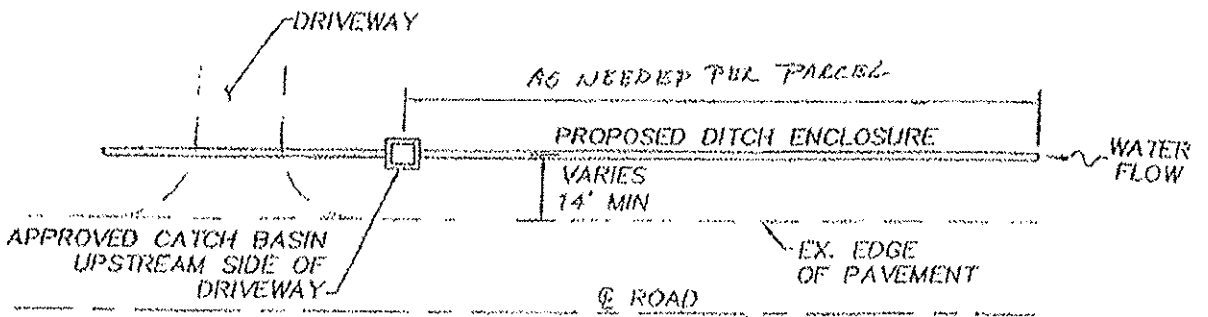 DRIVEWAY
AS NEEDED PER PARCEL
PROPOSED DITCH ENCLOSURE
WATER
FLOW
VARIES
14' MIN
APPROVED CATCH BASIN
UPSTREAM SIDE OF
DRIVEWAY
EX. EDGE
OF PAVEMENT
℄ ROAD